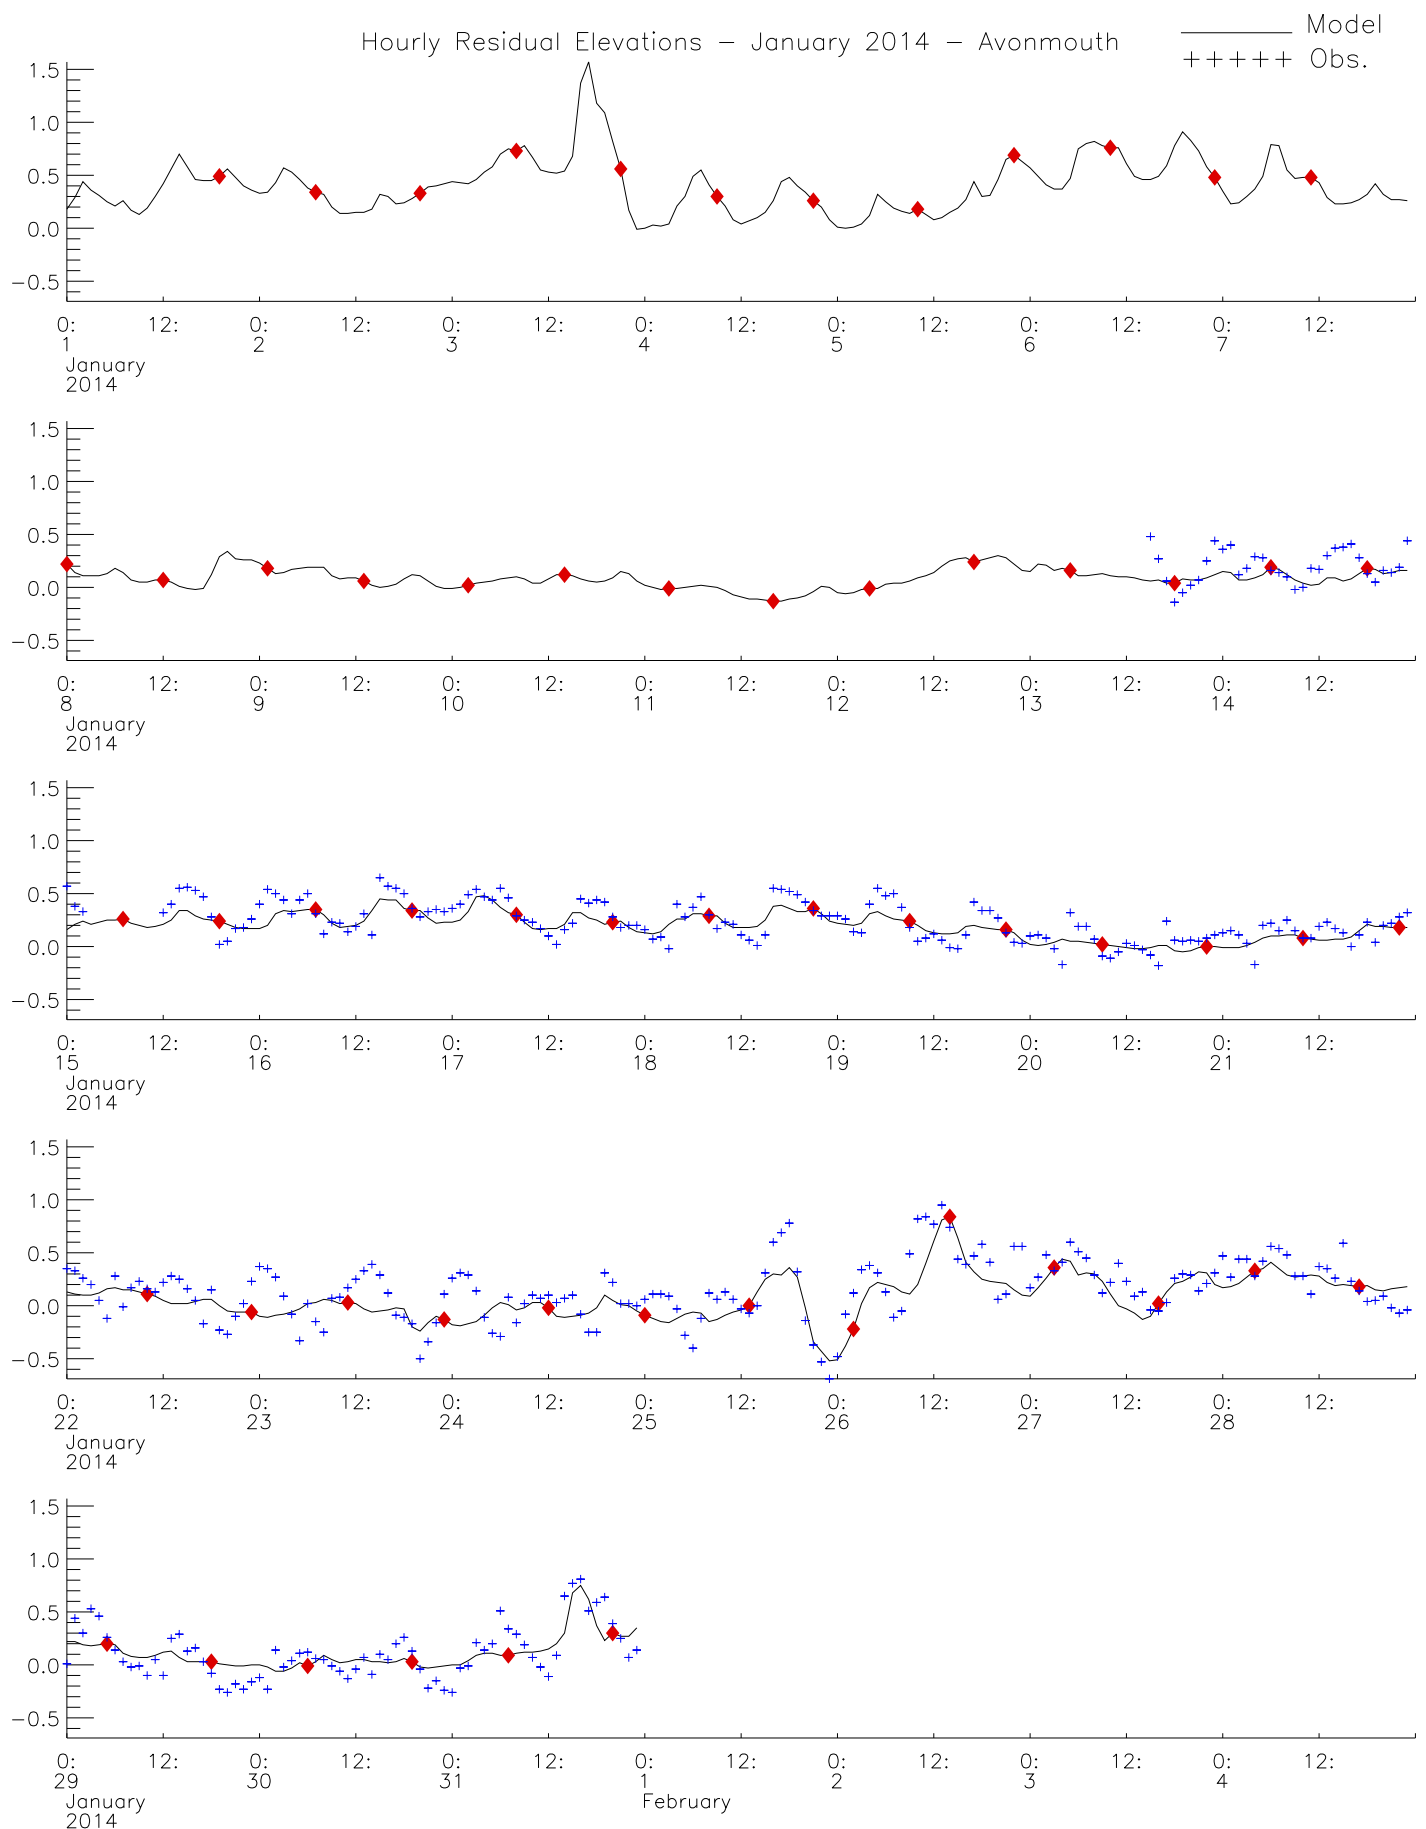 Hourly Residual Elevations – January 2014 – Avonmouth
Model
+++++ Obs.
1.5
1.0
0.5
0.0
−0.5
0: 12: 0: 12: 0: 12: 0: 12: 0: 12: 0: 12: 0: 12:
1 2 3 4 5 6 7
January
2014
1.5
1.0
0.5
0.0
−0.5
0: 12: 0: 12: 0: 12: 0: 12: 0: 12: 0: 12: 0: 12:
8 9 10 11 12 13 14
January
2014
1.5
1.0
0.5
0.0
−0.5
0: 12: 0: 12: 0: 12: 0: 12: 0: 12: 0: 12: 0: 12:
15 16 17 18 19 20 21
January
2014
1.5
1.0
0.5
0.0
−0.5
0: 12: 0: 12: 0: 12: 0: 12: 0: 12: 0: 12: 0: 12:
22 23 24 25 26 27 28
January
2014
1.5
1.0
0.5
0.0
−0.5
0: 12: 0: 12: 0: 12: 0: 12: 0: 12: 0: 12: 0: 12:
29 30 31 1 2 3 4
January February
2014